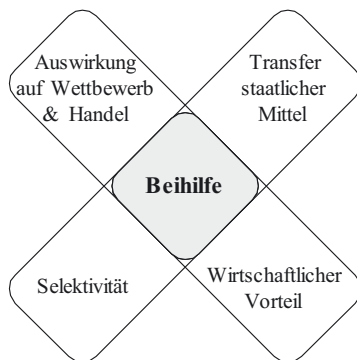 Auswirkung
auf Wettbewerb
& Handel
Transfer
staatlicher
Mittel
Beihilfe
Selektivität
Wirtschaftlicher
Vorteil